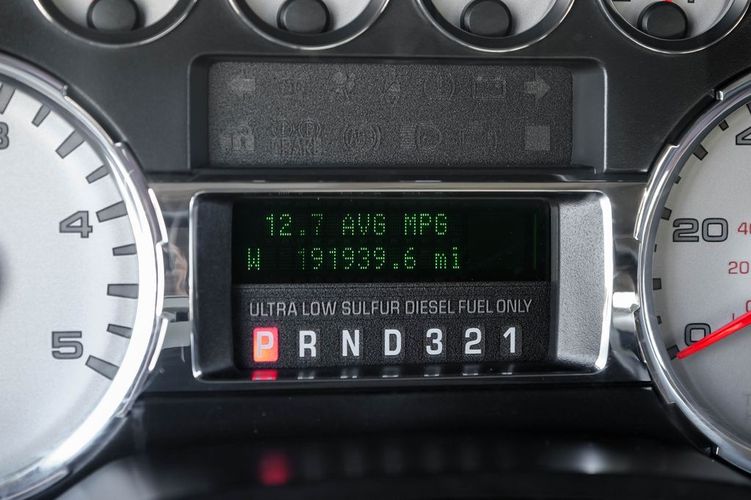 3
4
5
12.7 AVG MPG
W 191939.6 mi
ULTRA LOW SULFUR DIESEL FUEL ONLY
P R N D 3 2 1
20
0